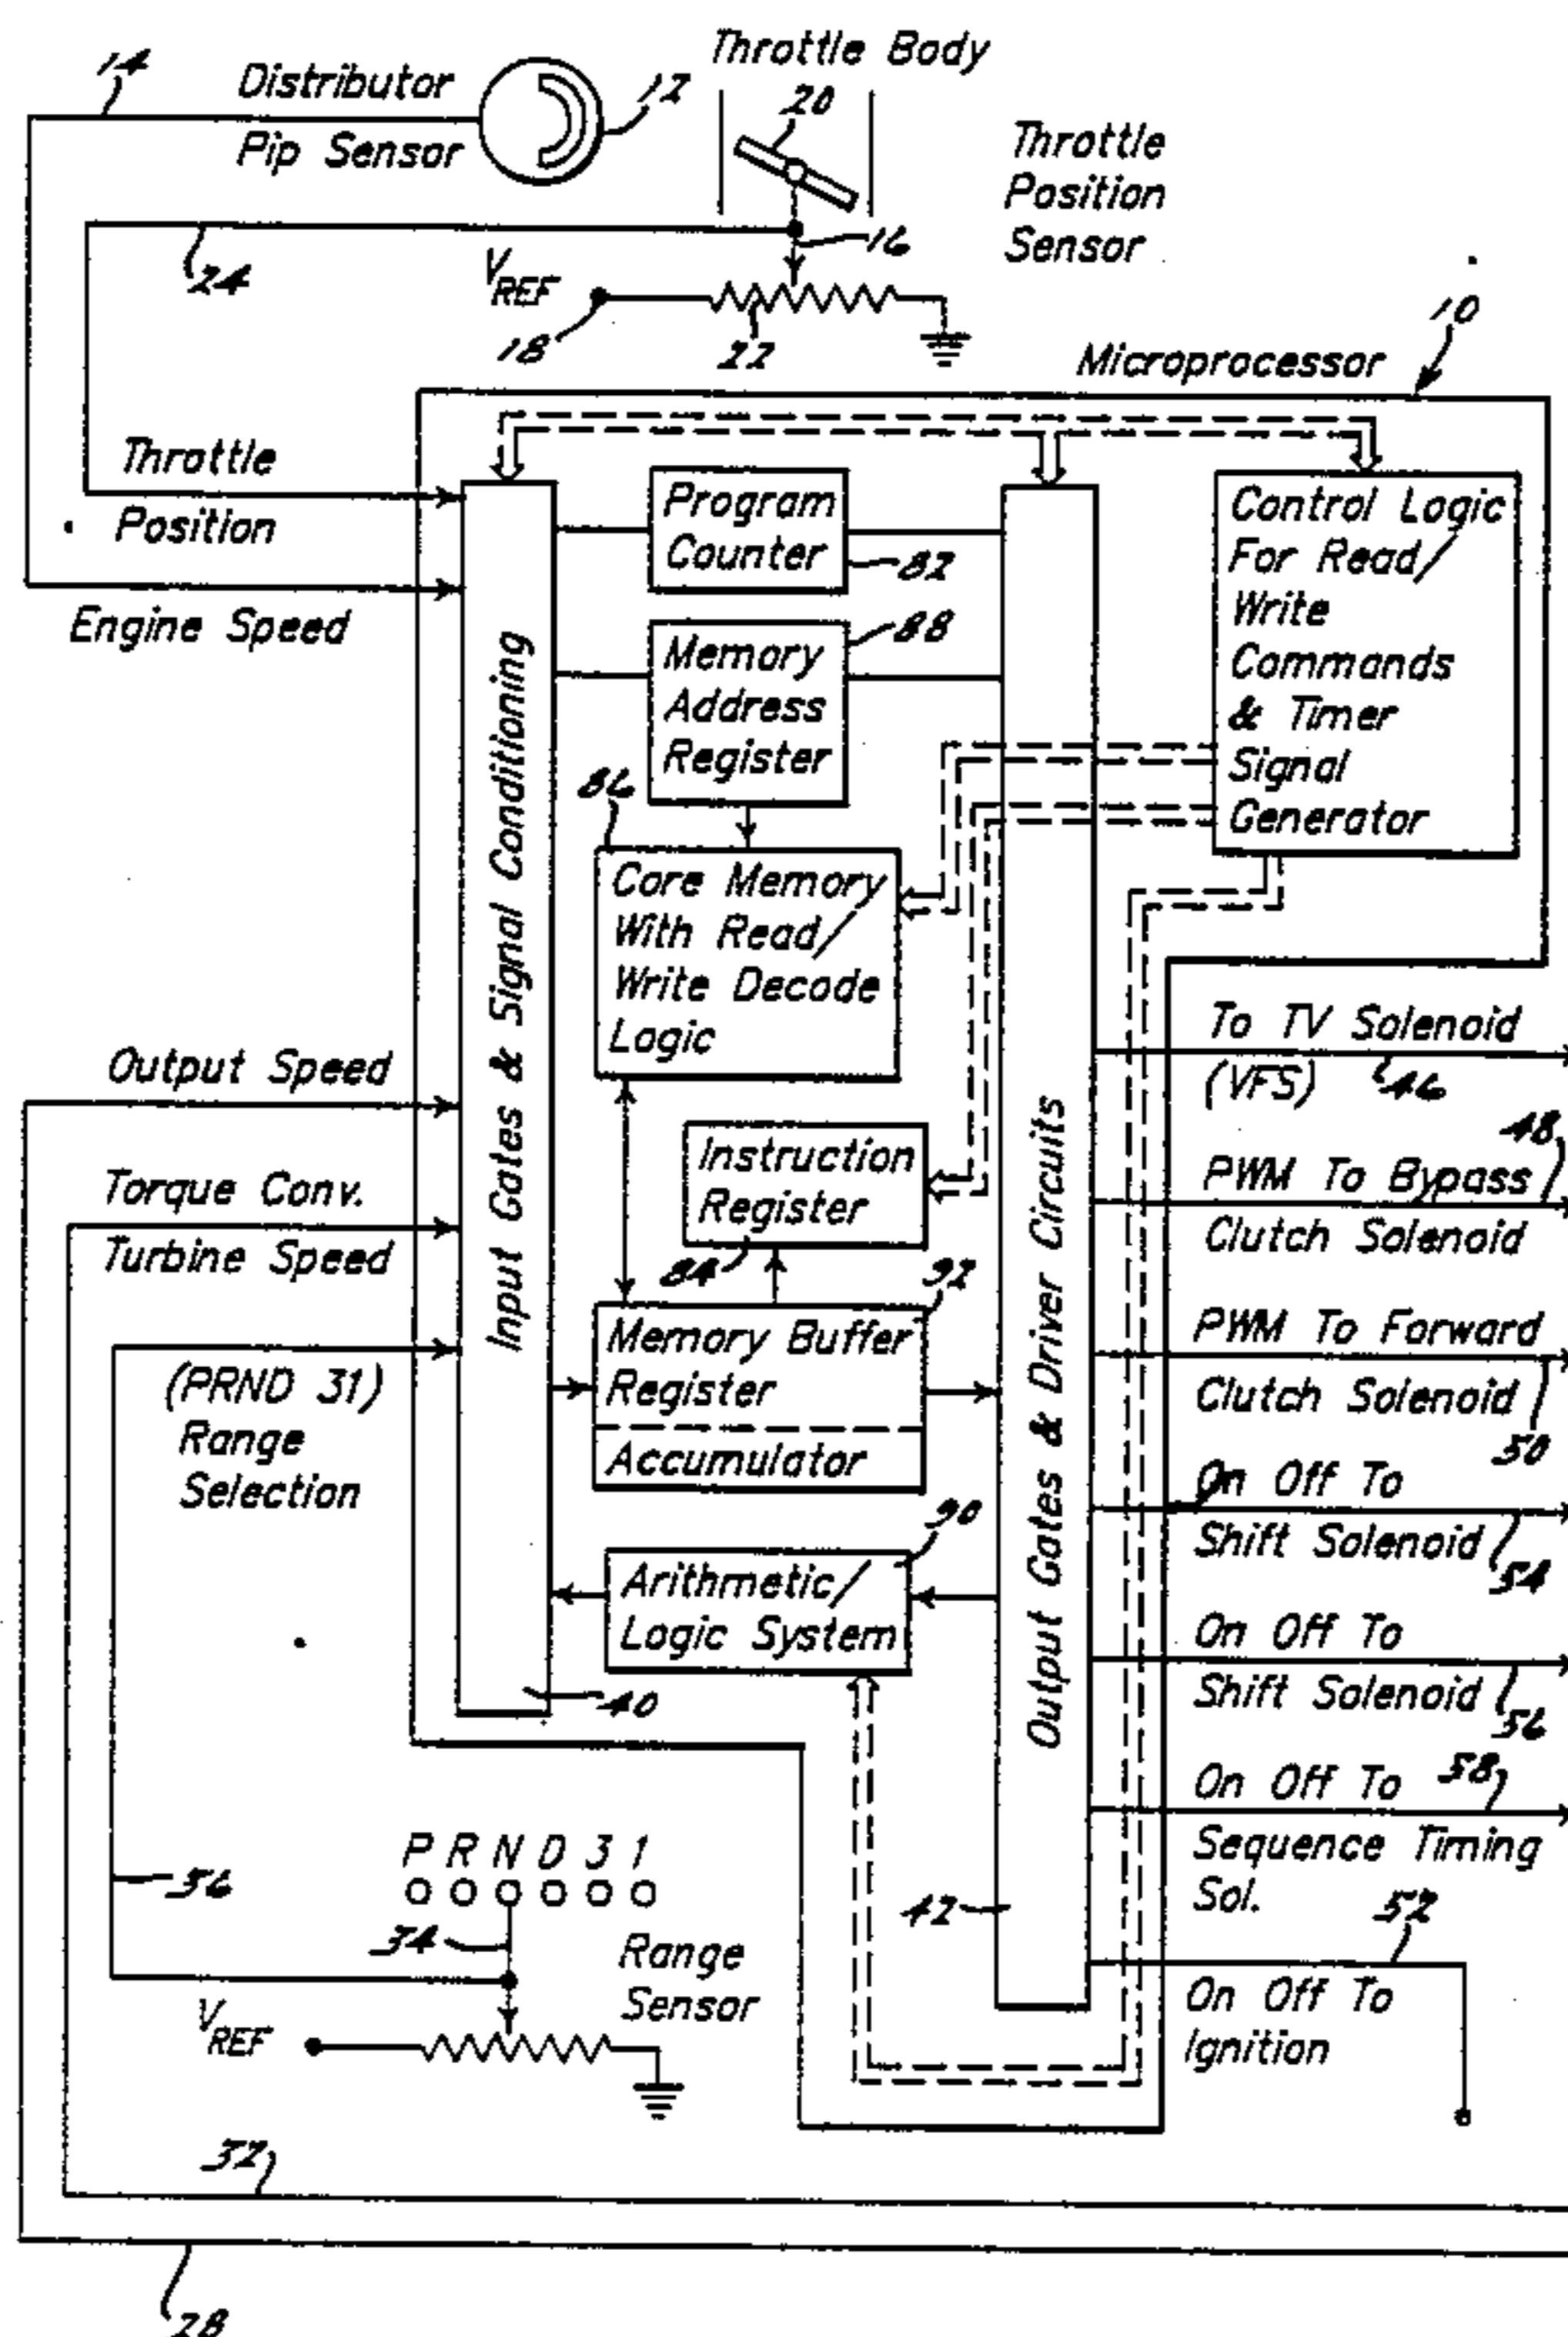 14
Distributor
Pip Sensor
12
Throttle Body
20
Throttle
Position
Sensor
16
24
VREF
18
22
10
Microprocessor
Throttle
Position
Engine Speed
Program
Counter
82
Memory
Address
Register
88
86
Core Memory
With Read/
Write Decode
Logic
Control Logic
For Read/
Write
Commands
& Timer
Signal
Generator
Input Gates & Signal Conditioning
Output Gates & Driver Circuits
Output Speed
Torque Conv.
Turbine Speed
(PRND 31)
Range
Selection
Instruction
Register
84
92
Memory Buffer
Register
Accumulator
90
Arithmetic/
Logic System
40
42
To TV Solenoid
(VFS)
46
48
PWM To Bypass
Clutch Solenoid
PWM To Forward
Clutch Solenoid
50
On Off To
Shift Solenoid
54
On Off To
Shift Solenoid
56
On Off To
58
Sequence Timing
Sol.
52
On Off To
Ignition
P R N D 3 1
36
34
Range
Sensor
VREF
32
28